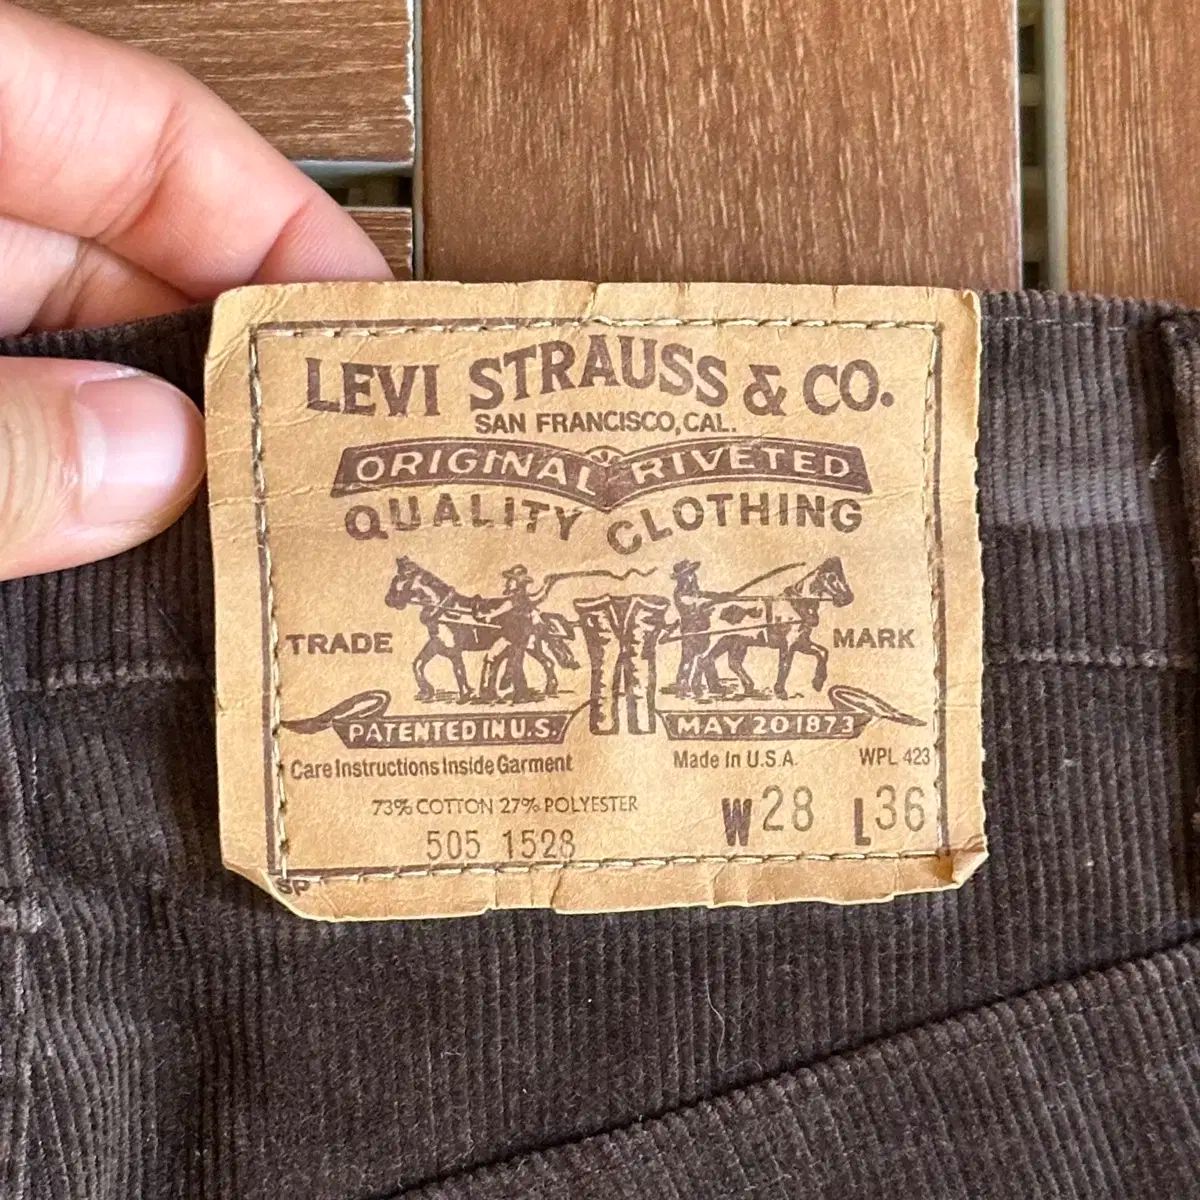 LEVI STRAUSS & CO.
SAN FRANCISCO, CAL.
ORIGINAL RIVETED
QUALITY CLOTHING
TRADE MARK
PATENTED IN U.S. MAY 20 1873
Care Instructions Inside Garment Made In U.S.A. WPL 423
73% COTTON 27% POLYESTER
505 1528 W28 L36
SP